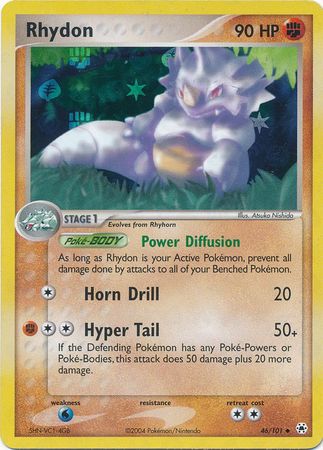 Rhydon
90 HP
Illus. Atsuko Nishida
STAGE 1
Evolves from Rhyhorn
Poké-BODY Power Diffusion
As long as Rhydon is your Active Pokémon, prevent all
damage done by attacks to all of your Benched Pokémon.
Horn Drill 20
Hyper Tail 50+
If the Defending Pokémon has any Poké-Powers or
Poké-Bodies, this attack does 50 damage plus 20 more
damage.
weakness resistance retreat cost
SHN-VC1-4GB ©2004 Pokémon/Nintendo 46/101